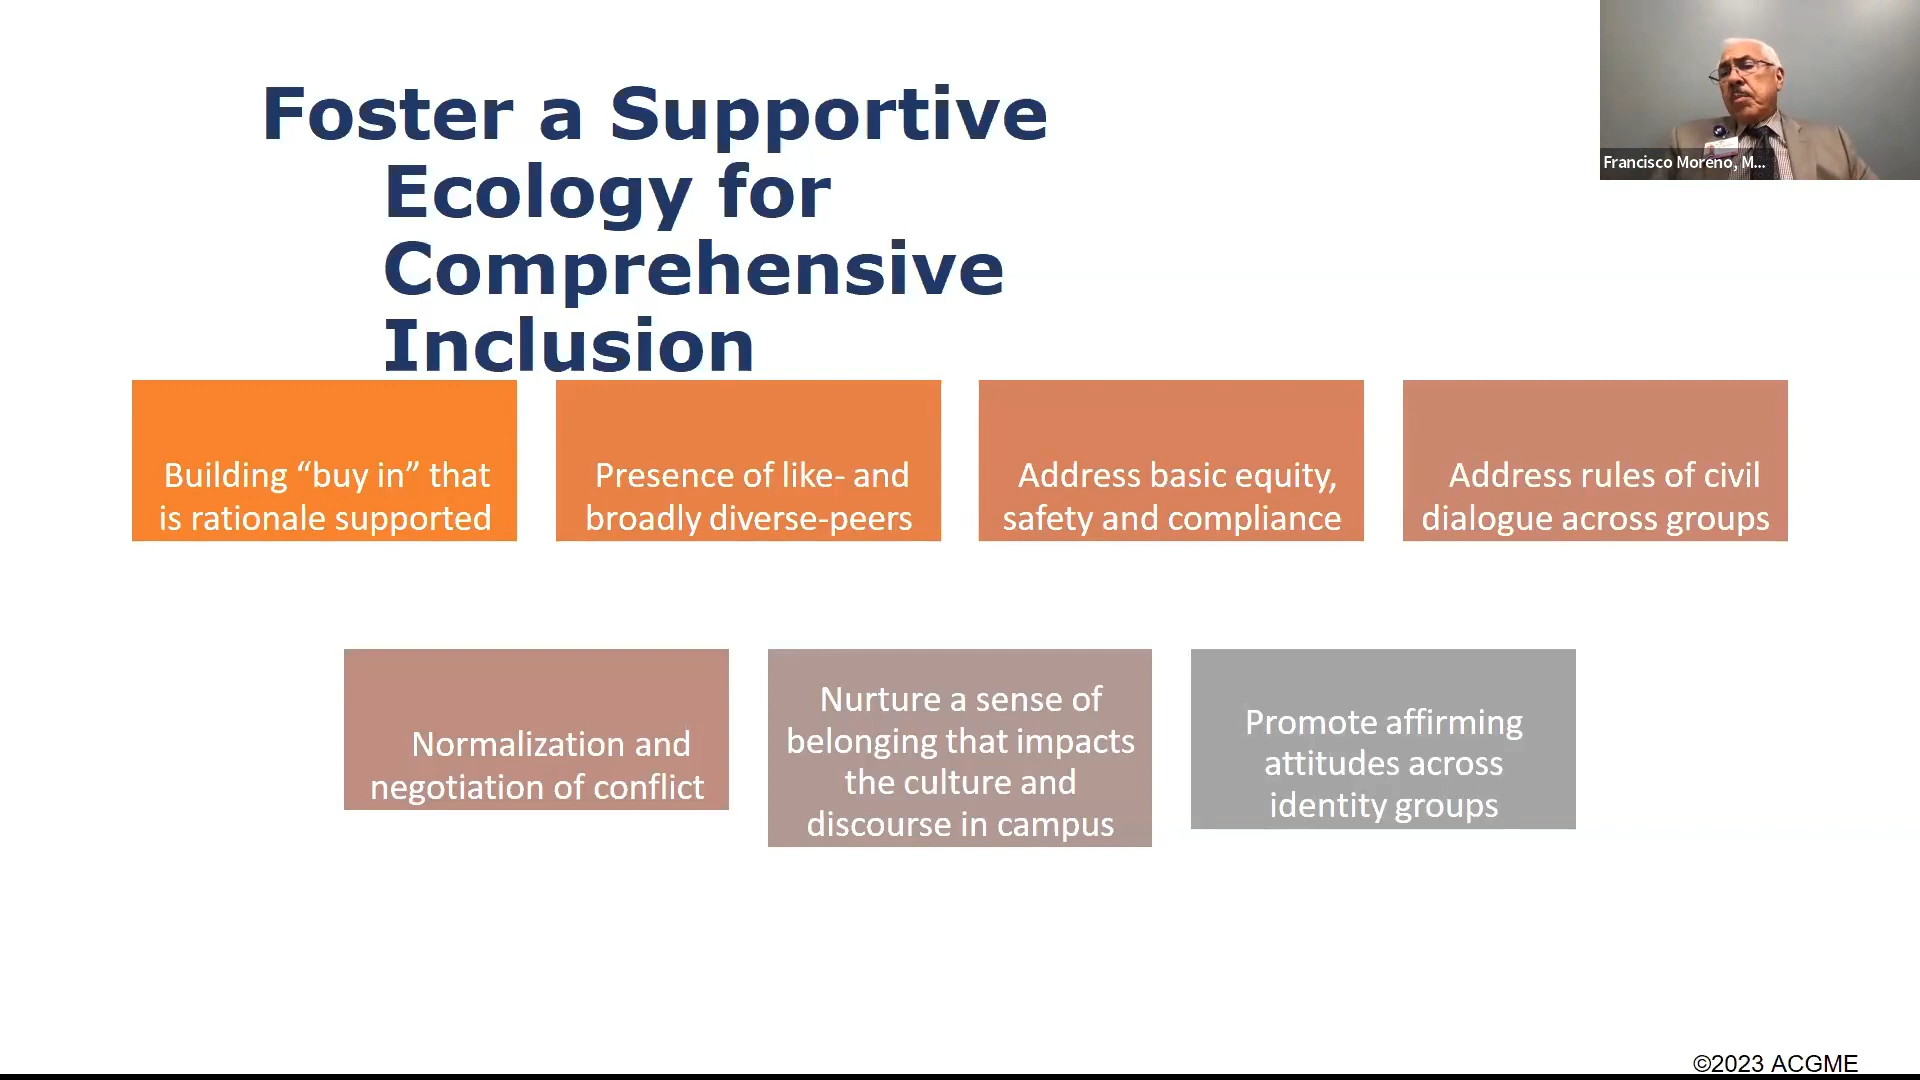 Foster a Supportive
Ecology for
Comprehensive
Inclusion
Francisco Moreno, M...
Building “buy in” that
is rationale supported
Presence of like- and
broadly diverse-peers
Address basic equity,
safety and compliance
Address rules of civil
dialogue across groups
Normalization and
negotiation of conflict
Nurture a sense of
belonging that impacts
the culture and
discourse in campus
Promote affirming
attitudes across
identity groups
©2023 ACGME